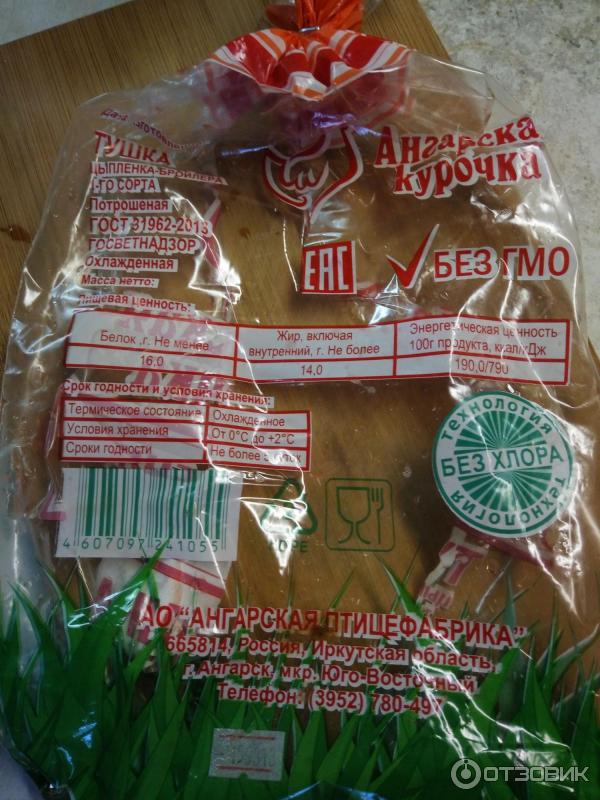 ТУШКА
ЦЫПЛЕНКА-БРОЙЛЕРА
1-ГО СОРТА
Потрошеная
ГОСТ 31962-2013
ГОСВЕТНАДЗОР
Охлажденная
Масса нетто:
Пищевая ценность:
Ангарска
курочка
ЕАС
БЕЗ ГМО
Белок ,г. Не менее
Жир, включая
внутренний, г. Не более
Энергетическая ценность
100г продукта, ккал/кДж
16,0
14,0
190,0/790
Срок годности и условия хранения:
Термическое состояние Охлажденное
Условия хранения От 0°С до +2°С
Сроки годности Не более суток
ТЕХНОЛОГИЯ
БЕЗ ХЛОРА
ТЕХНОЛОГИЯ
4607097241055
АО "АНГАРСКАЯ ПТИЦЕФАБРИКА"
665814, Россия, Иркутская область,
г.Ангарск, мкр. Юго-Восточный
Телефон: (3952) 780-497
ОТЗОВИК